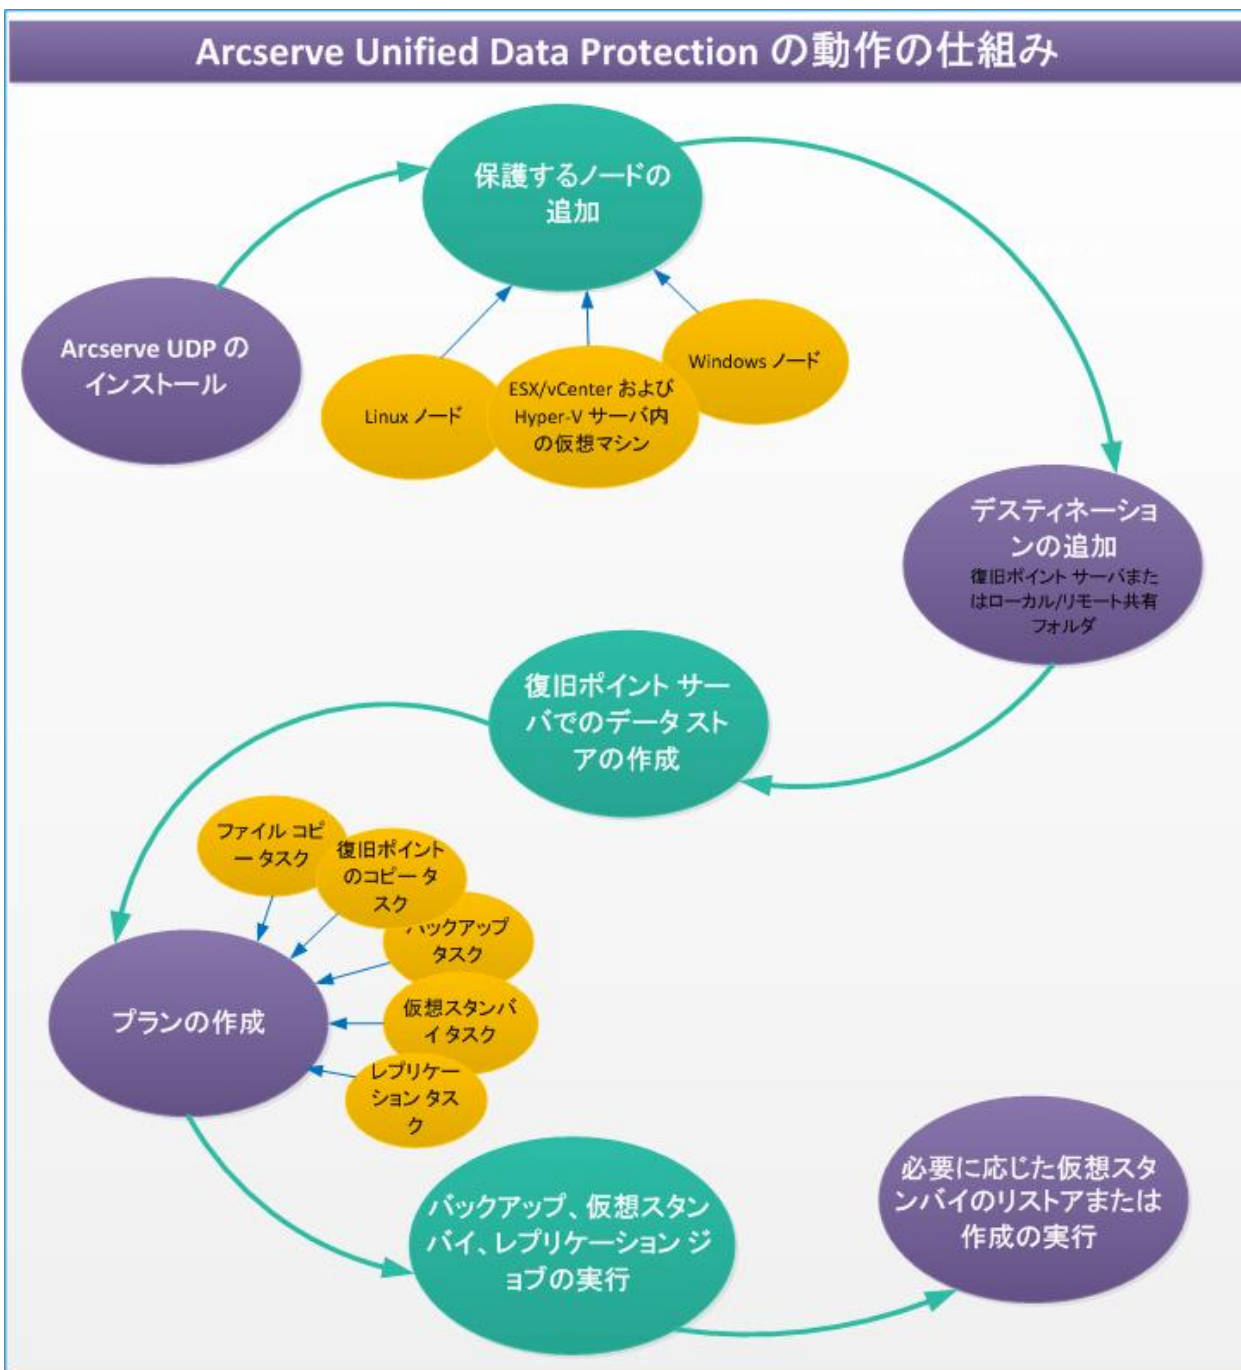 Arcserve Unified Data Protection の動作の仕組み
保護するノードの
追加
Arcserve UDP の
インストール
Linux ノード
ESX/vCenter および
Hyper-V サーバ内
の仮想マシン
Windows ノード
デスティネーショ
ンの追加
復旧ポイント サーバまた
はローカル/リモート共有
フォルダ
復旧ポイント サー
バでのデータ スト
アの作成
ファイル コピ
ー タスク
復旧ポイント
のコピー タ
スク
バックアップ
タスク
仮想スタンバ
イ タスク
レプリケー
ション タス
ク
プランの作成
バックアップ、仮想スタン
バイ、レプリケーション ジ
ョブの実行
必要に応じた仮想スタ
ンバイのリストアまたは
作成の実行